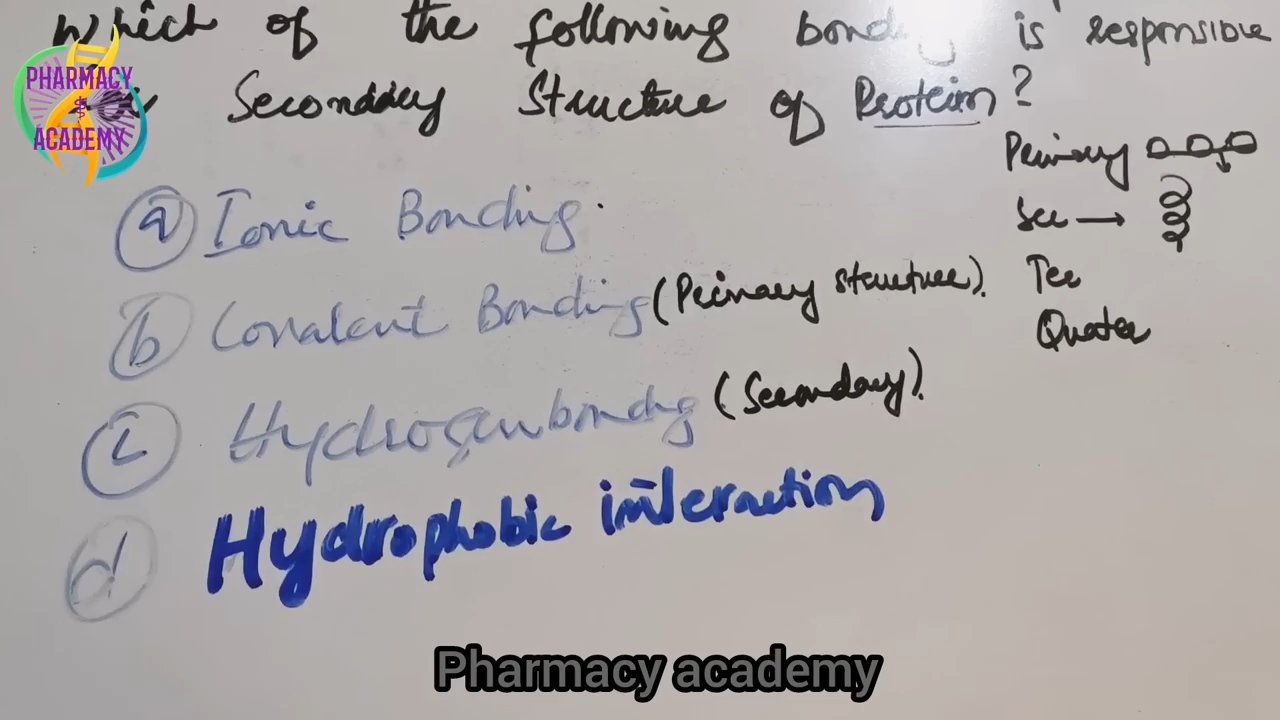 Which of the following bonding is responsible
Secondary Structure of Protein?
PHARMACY
ACADEMY
Primary
a Ionic Bonding.
Sec →
b Covalent Bonding (Primary structure).
Ter
Quater
c Hydrogen bonding (Secondary).
d Hydrophobic interaction
Pharmacy academy